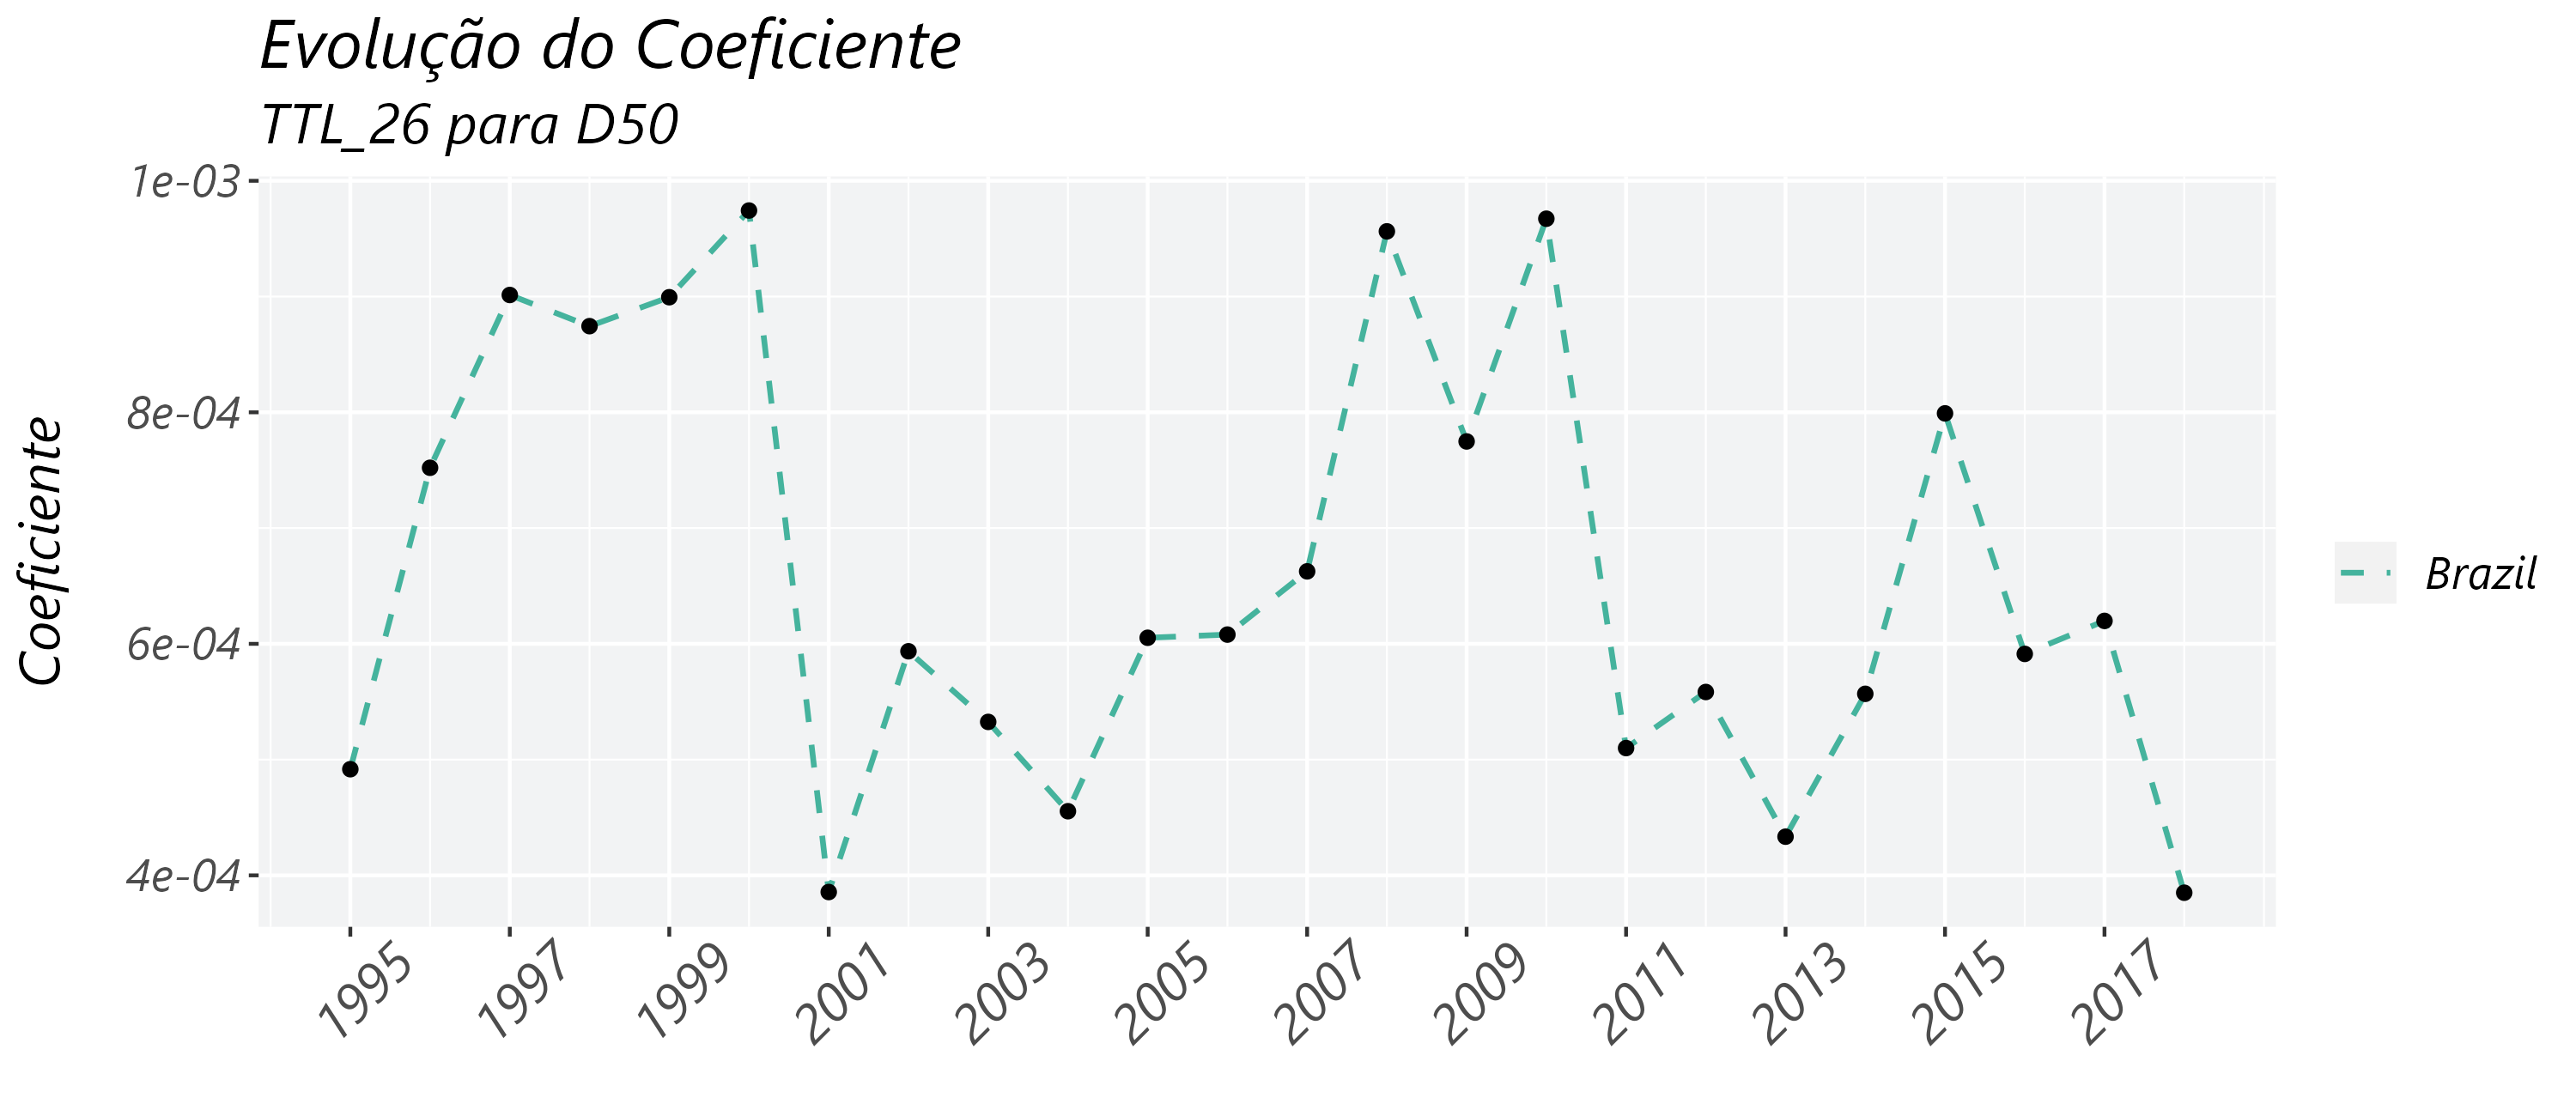 Evolução do Coeficiente
TTL_26 para D50
1e-03
8e-04
6e-04
4e-04
Coeficiente
1995
1997
1999
2001
2003
2005
2007
2009
2011
2013
2015
2017
Brazil